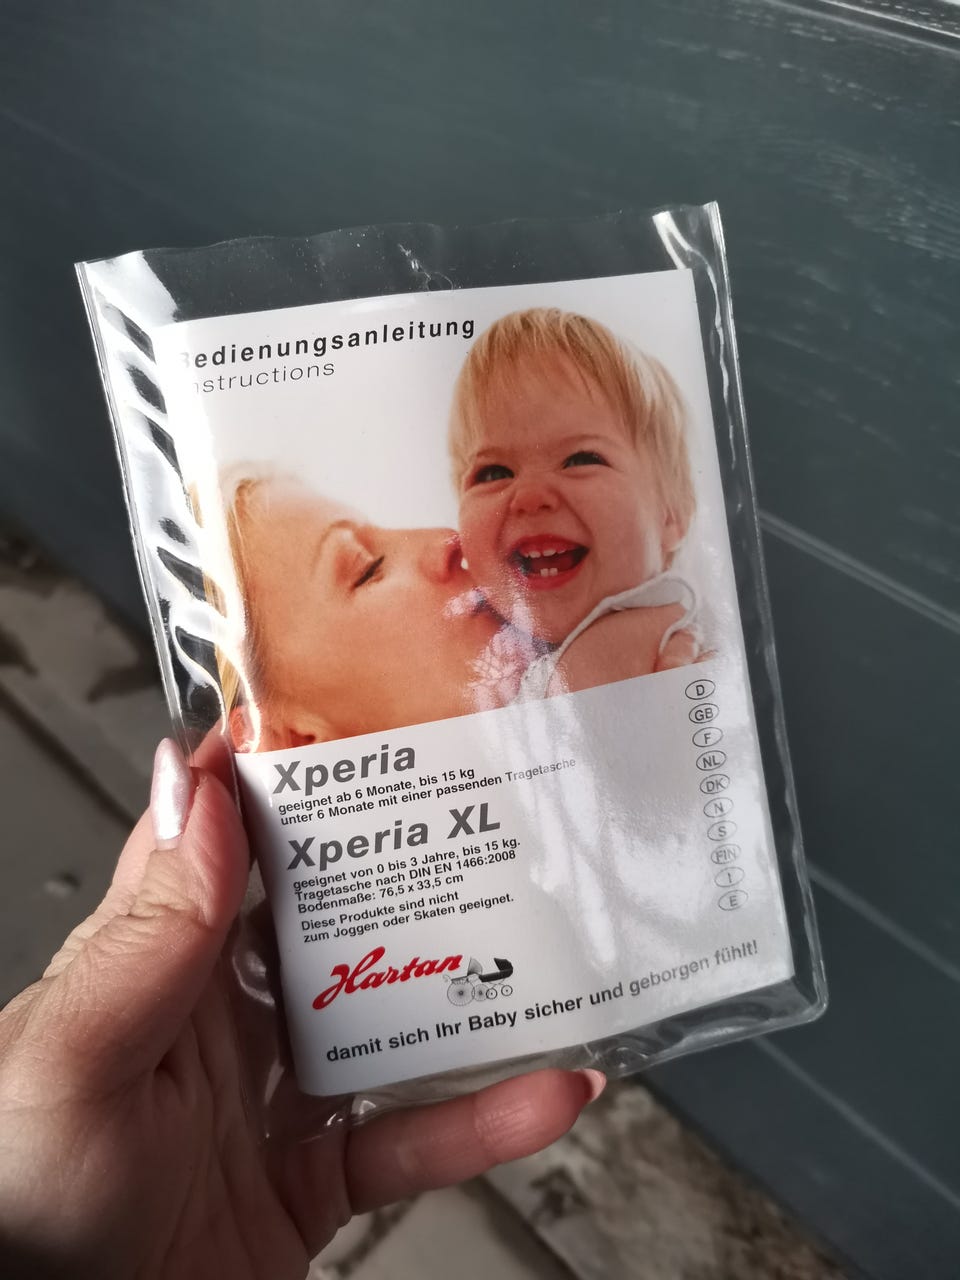 Bedienungsanleitung
Instructions
Xperia
geeignet ab 6 Monate, bis 15 kg
unter 6 Monate mit einer passenden Tragetasche
Xperia XL
geeignet von 0 bis 3 Jahre, bis 15 kg.
Tragetasche nach DIN EN 1466:2008
Bodenmaße: 76,5 x 33,5 cm
Diese Produkte sind nicht
zum Joggen oder Skaten geeignet.
Hartan
damit sich Ihr Baby sicher und geborgen fühlt!
D
GB
F
NL
DK
N
S
FIN
I
E